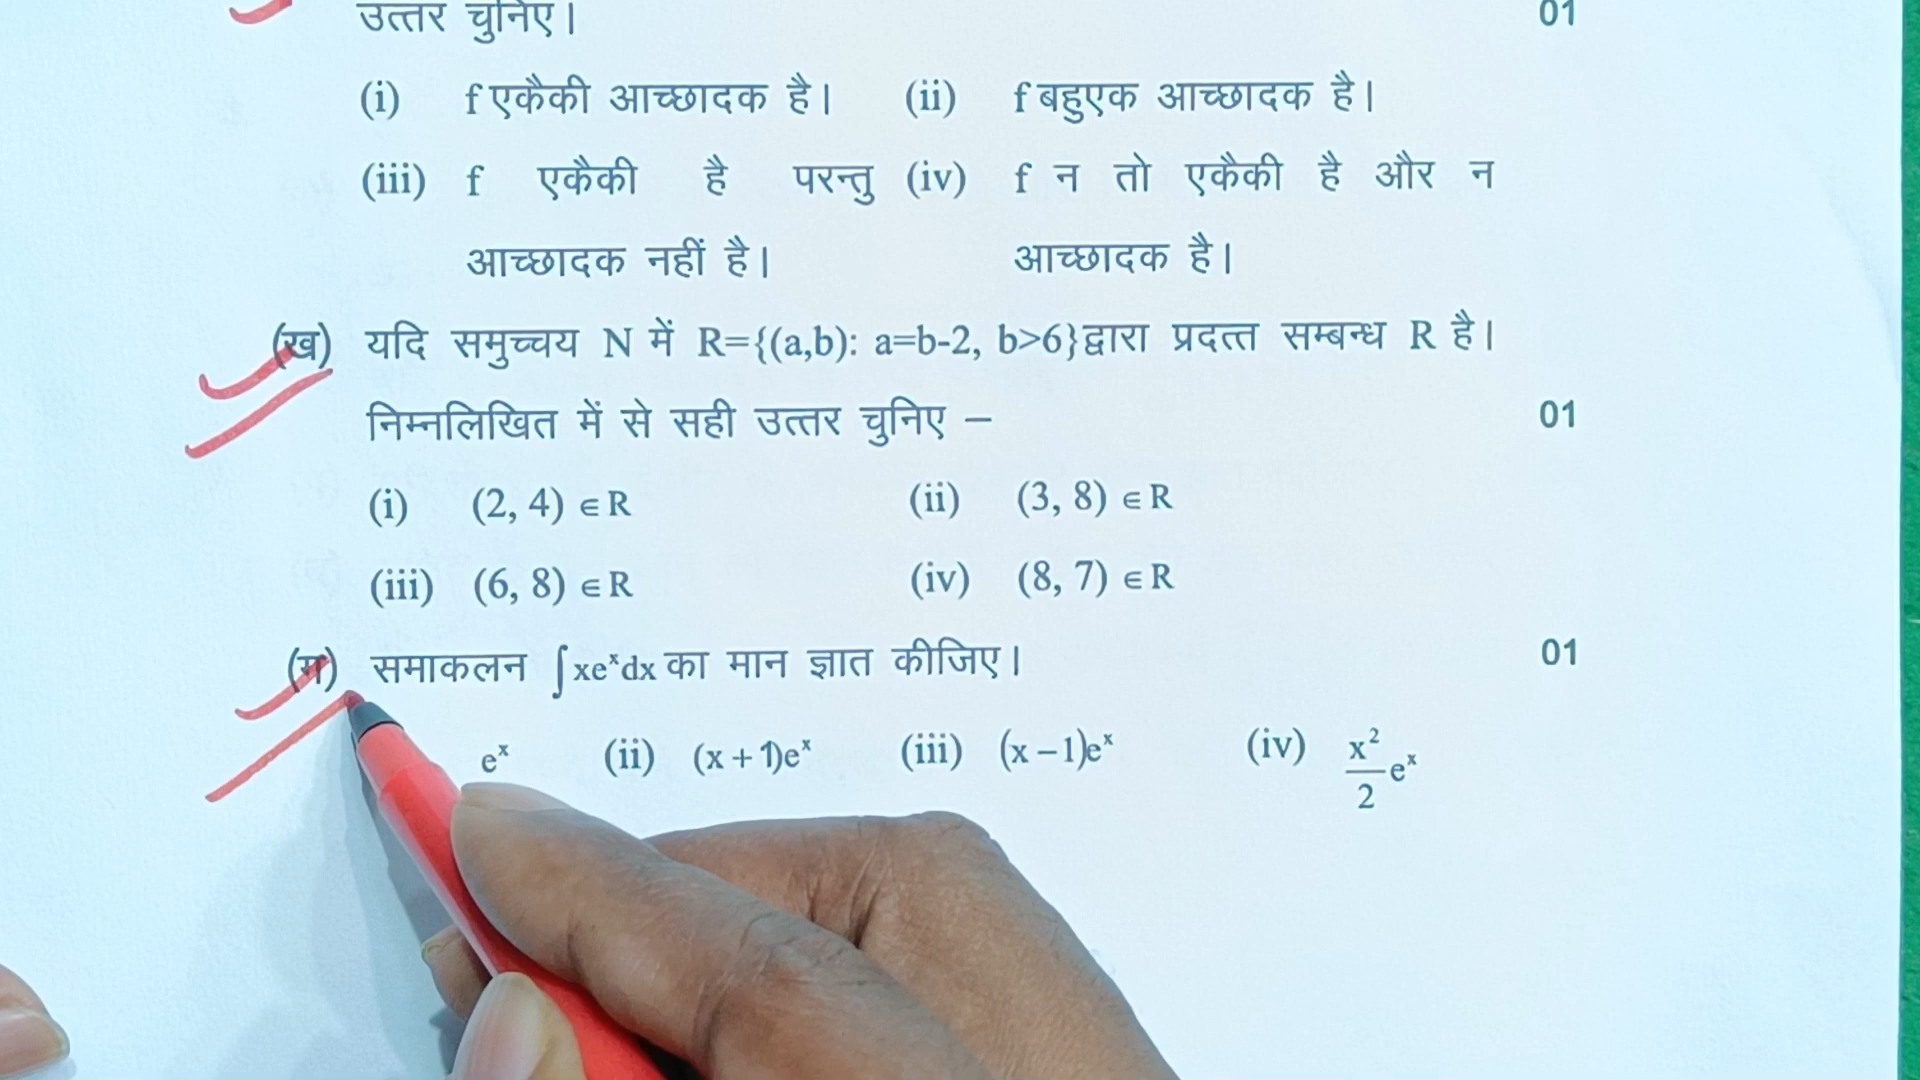 उत्तर चुनिए। 01
(i) f एकैकी आच्छादक है। (ii) f बहुएक आच्छादक है।
(iii) f एकैकी है परन्तु (iv) f न तो एकैकी है और न
आच्छादक नहीं है। आच्छादक है।
(ख) यदि समुच्चय N में R={(a,b): a=b-2, b>6}द्वारा प्रदत्त सम्बन्ध R है।
निम्नलिखित में से सही उत्तर चुनिए – 01
(i) (2, 4) ∈R (ii) (3, 8) ∈R
(iii) (6, 8) ∈R (iv) (8, 7) ∈R
(ग) समाकलन ∫xeˣdx का मान ज्ञात कीजिए। 01
eˣ (ii) (x+1)eˣ (iii) (x–1)eˣ (iv) x²/2 eˣ